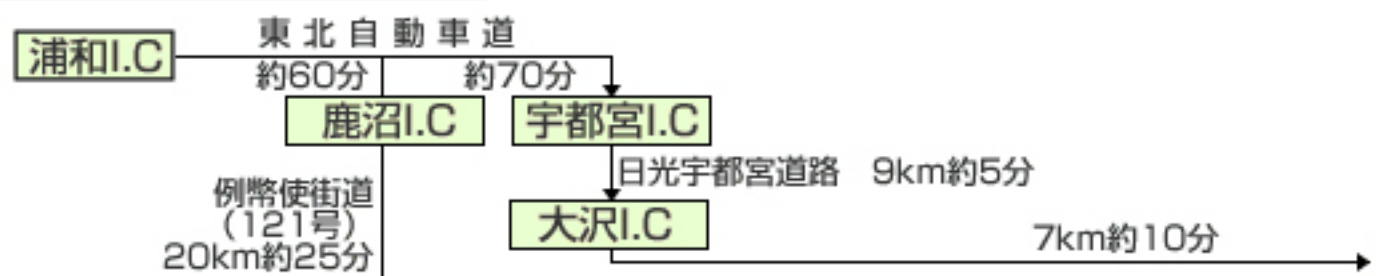 東北自動車道
浦和I.C
約60分
約70分
鹿沼I.C
宇都宮I.C
日光宇都宮道路　9km約5分
例幣使街道
（121号）
20km約25分
大沢I.C
7km約10分